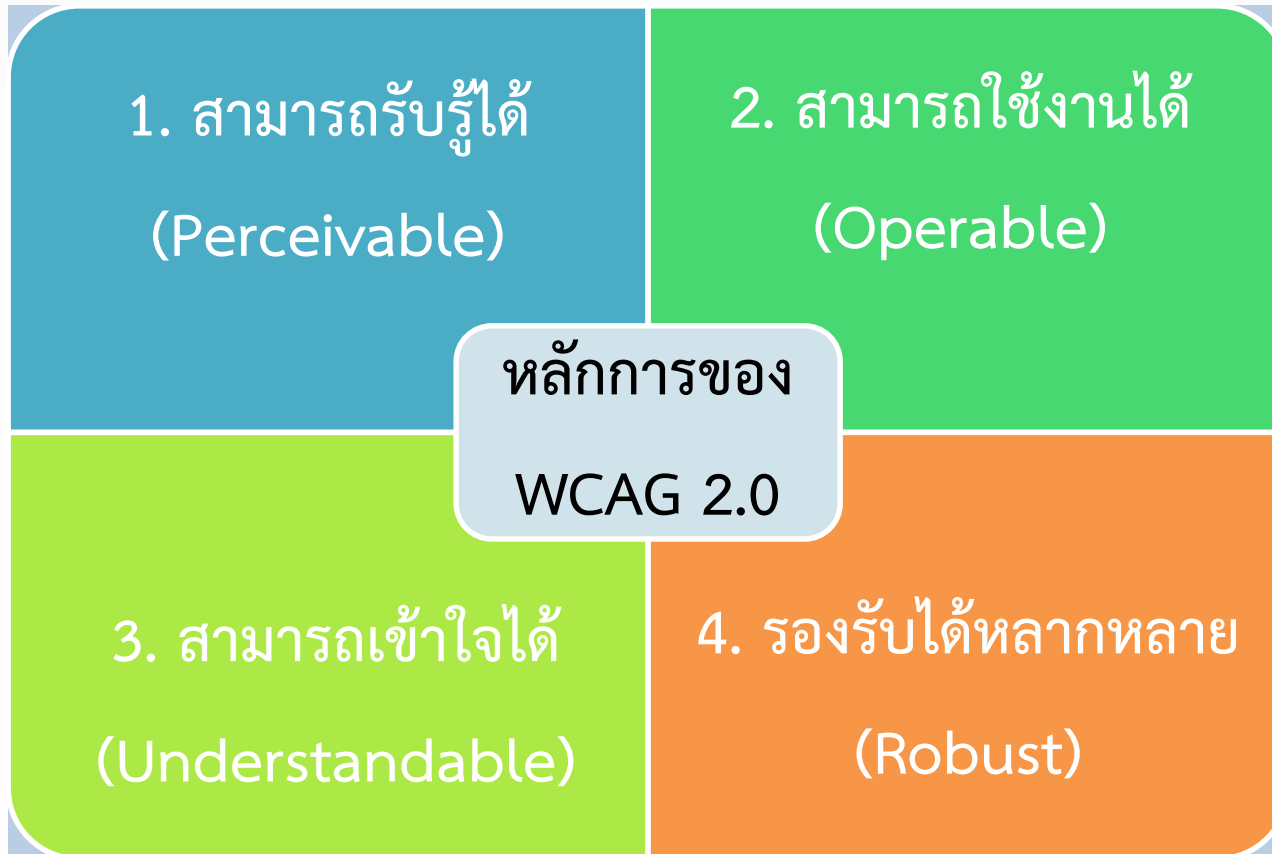 1. สามารถรับรู้ได้
(Perceivable)
2. สามารถใช้งานได้
(Operable)
หลักการของ
WCAG 2.0
3. สามารถเข้าใจได้
(Understandable)
4. รองรับได้หลากหลาย
(Robust)